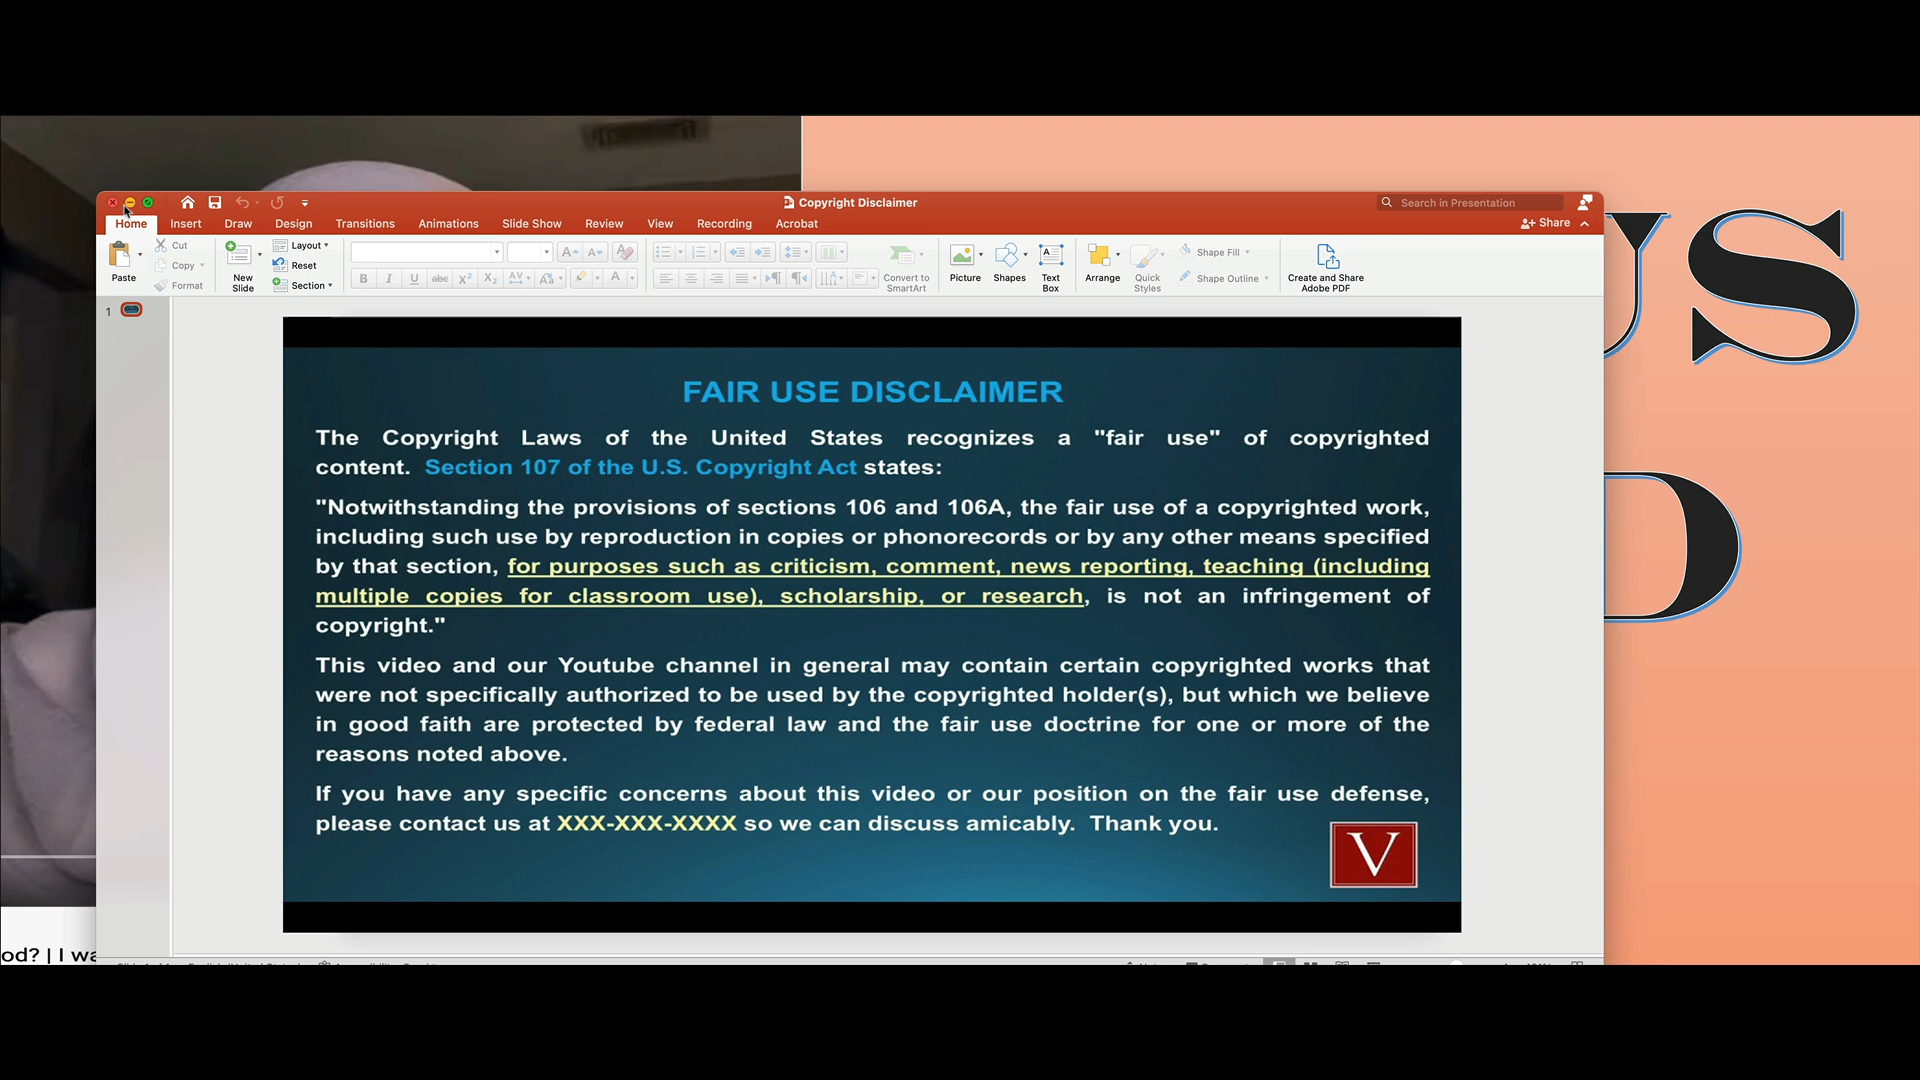 Copyright Disclaimer
Search in Presentation
Home Insert Draw Design Transitions Animations Slide Show Review View Recording Acrobat
Share
Paste
Cut
Copy
Format
New Slide
Layout
Reset
Section
Convert to SmartArt
Picture
Shapes
Text Box
Arrange
Quick Styles
Shape Fill
Shape Outline
Create and Share Adobe PDF
1
US
D
FAIR USE DISCLAIMER
The Copyright Laws of the United States recognizes a "fair use" of copyrighted
content. Section 107 of the U.S. Copyright Act states:
"Notwithstanding the provisions of sections 106 and 106A, the fair use of a copyrighted work,
including such use by reproduction in copies or phonorecords or by any other means specified
by that section, for purposes such as criticism, comment, news reporting, teaching (including
multiple copies for classroom use), scholarship, or research, is not an infringement of
copyright."
This video and our Youtube channel in general may contain certain copyrighted works that
were not specifically authorized to be used by the copyrighted holder(s), but which we believe
in good faith are protected by federal law and the fair use doctrine for one or more of the
reasons noted above.
If you have any specific concerns about this video or our position on the fair use defense,
please contact us at XXX-XXX-XXXX so we can discuss amicably. Thank you.
V
od? | I wa